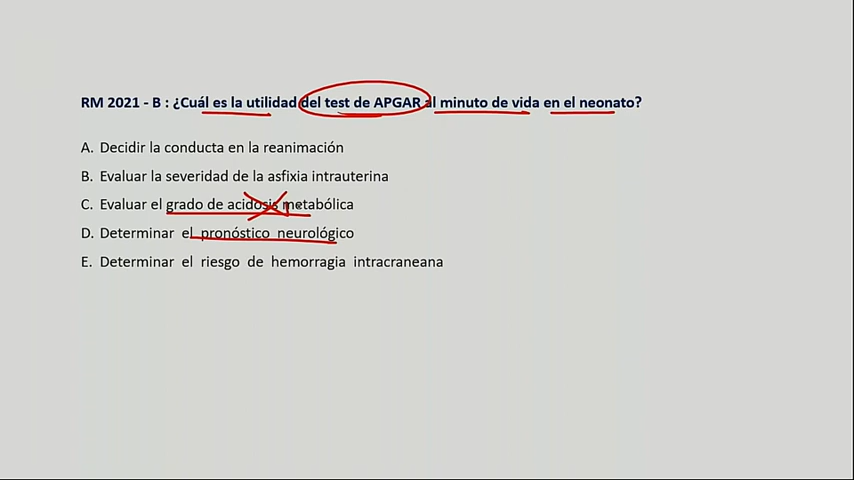 RM 2021 - B : ¿Cuál es la utilidad del test de APGAR al minuto de vida en el neonato?
A. Decidir la conducta en la reanimación
B. Evaluar la severidad de la asfixia intrauterina
C. Evaluar el grado de acidosis metabólica
D. Determinar el pronóstico neurológico
E. Determinar el riesgo de hemorragia intracraneana